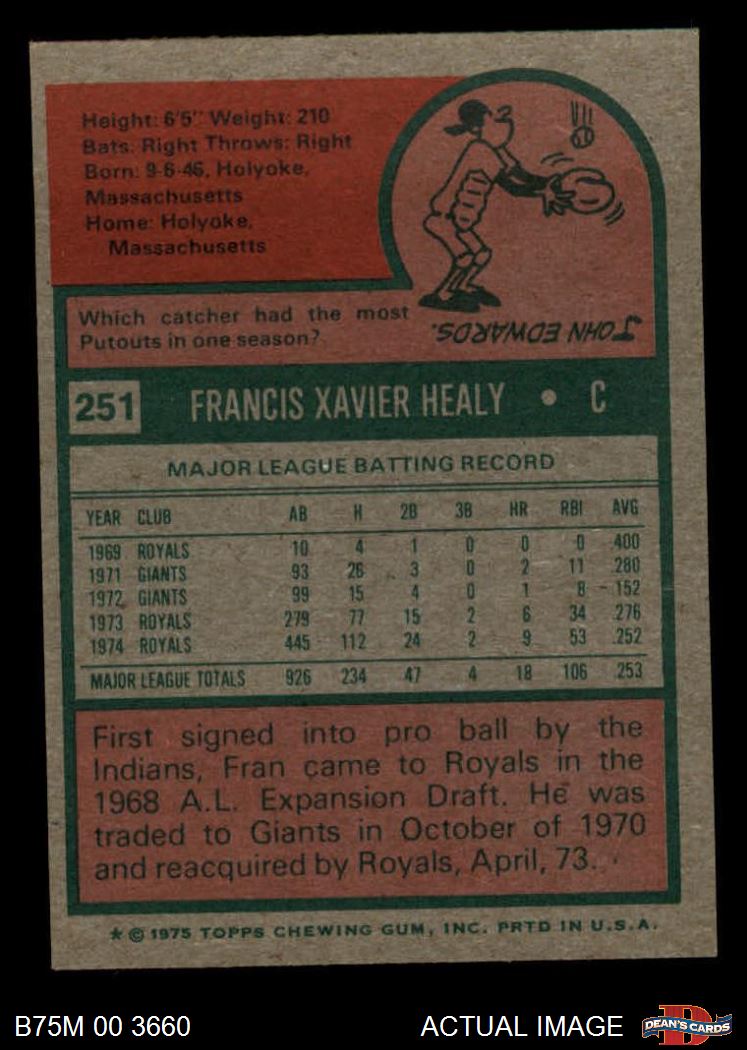 Height: 6'5" Weight: 210
Bats: Right Throws: Right
Born: 9-6-46, Holyoke,
Massachusetts
Home: Holyoke,
Massachusetts
Which catcher had the most
Putouts in one season?
JOHN EDWARDS.
251 FRANCIS XAVIER HEALY • C
MAJOR LEAGUE BATTING RECORD
YEAR CLUB AB H 2B 3B HR RBI AVG
1969 ROYALS 10 4 1 0 0 0 .400
1971 GIANTS 93 26 3 0 2 11 .280
1972 GIANTS 99 15 4 0 1 8 .152
1973 ROYALS 279 77 15 2 6 34 .276
1974 ROYALS 445 112 24 2 9 53 .252
MAJOR LEAGUE TOTALS 926 234 47 4 18 106 .253
First signed into pro ball by the
Indians, Fran came to Royals in the
1968 A.L. Expansion Draft. He was
traded to Giants in October of 1970
and reacquired by Royals, April, 73.
★ © 1975 TOPPS CHEWING GUM, INC. PRTD IN U.S.A.
B75M 00 3660 ACTUAL IMAGE D DEAN'S CARDS